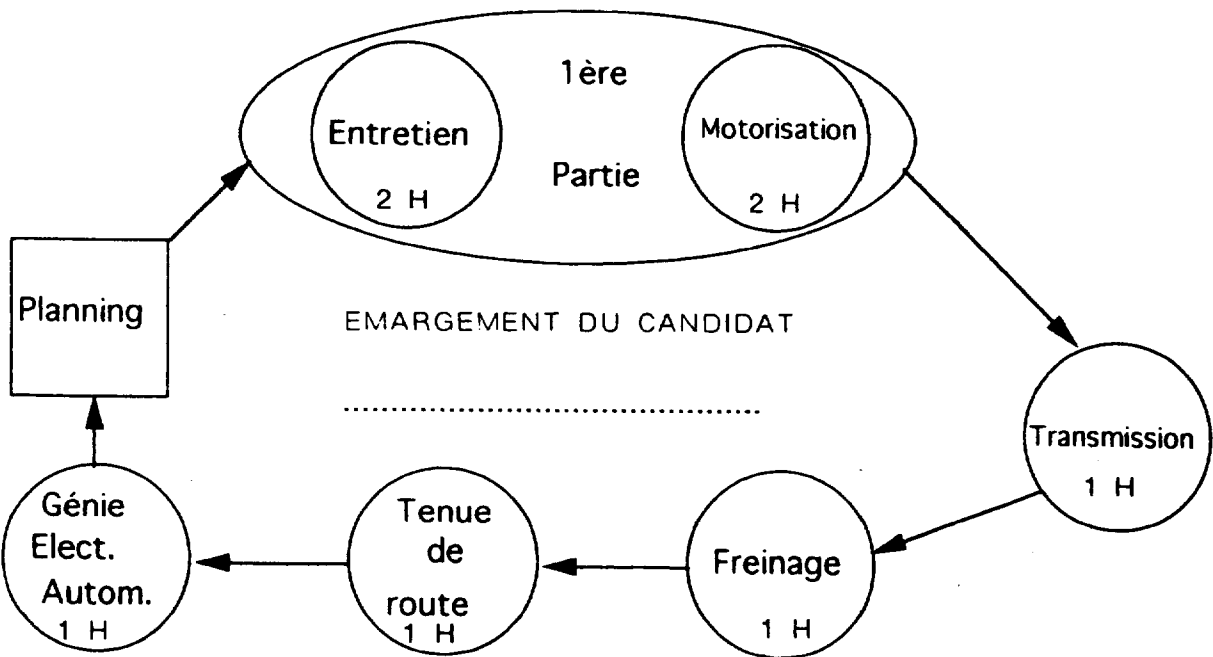 1ère
Partie
Entretien
2 H
Motorisation
2 H
Planning
EMARGEMENT DU CANDIDAT
Transmission
1 H
Freinage
1 H
Tenue
de
route
1 H
Génie
Elect.
Autom.
1 H